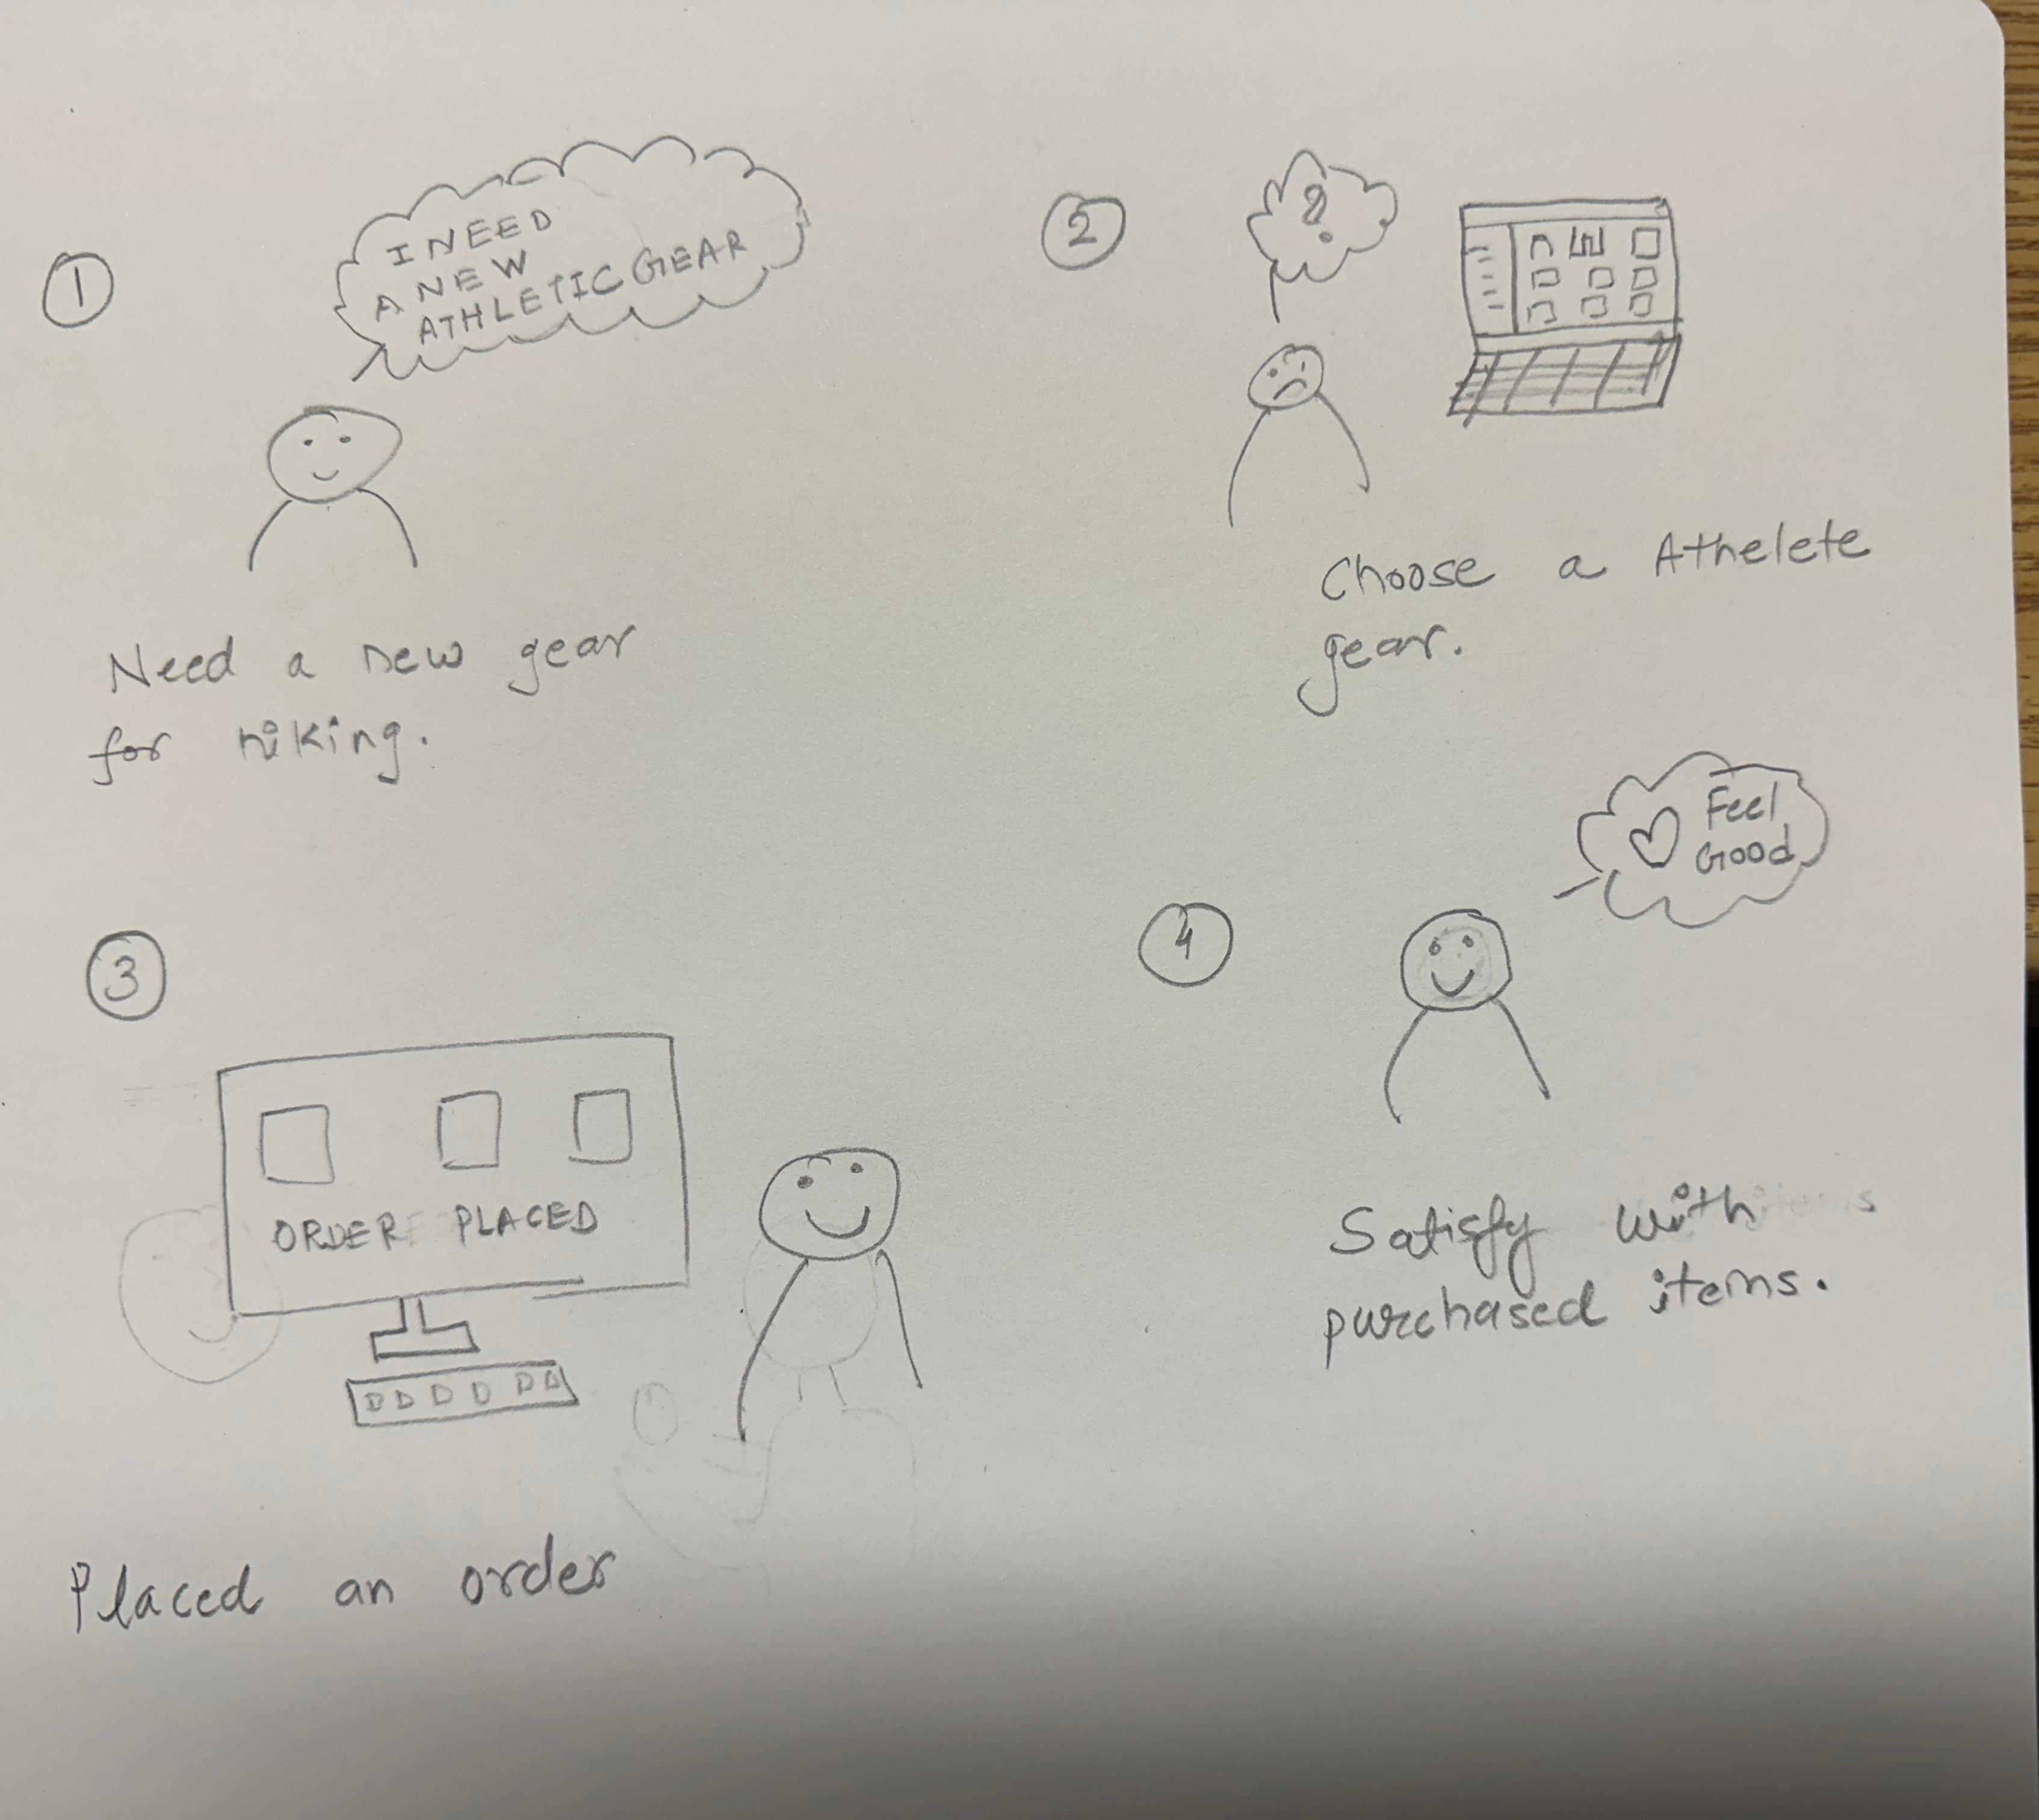 1
I NEED
A NEW
ATHLETIC GEAR
Need a new gear
for hiking.
2
?
Choose a Athelete
gear.
3
ORDER PLACED
Placed an order
4
Feel
Good
Satisfy with
purchased items.